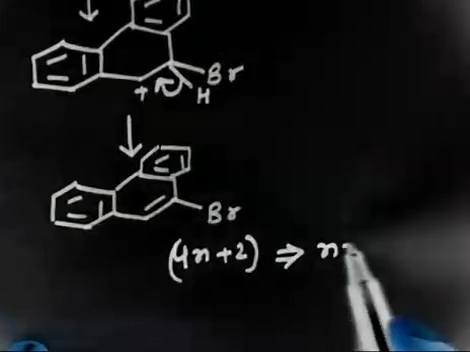 Br
+ H
Br
(4n+2) ⇒ n=